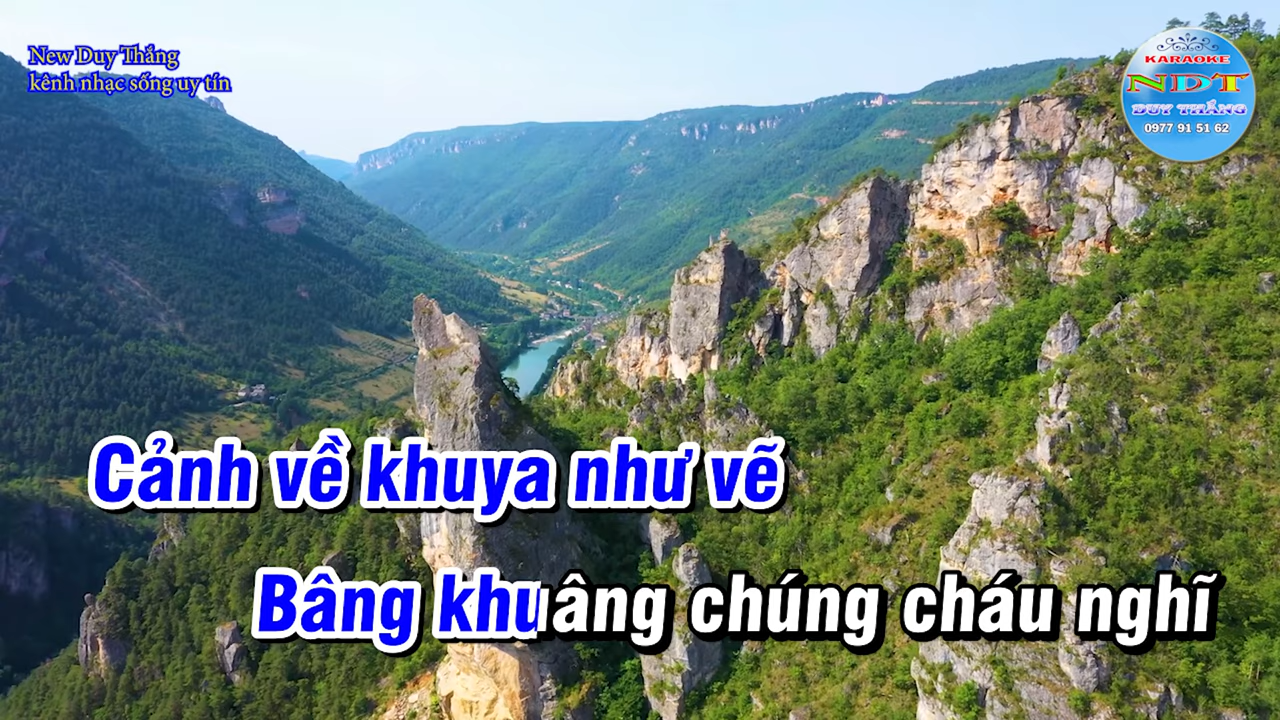 New Duy Thắng
kênh nhạc sống uy tín
KARAOKE
NDT
DUY THẮNG
0977 91 51 62
Cảnh về khuya như vẽ
Bâng khuâng chúng cháu nghĩ